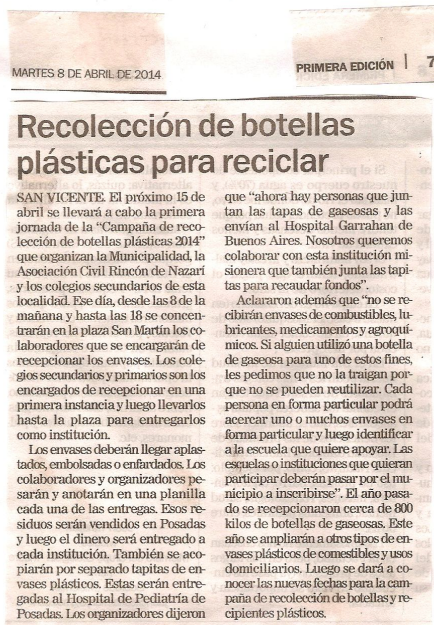 MARTES 8 DE ABRIL DE 2014
PRIMERA EDICIÓN | 7
Recolección de botellas
plásticas para reciclar
SAN VICENTE. El próximo 15 de
abril se llevará a cabo la primera
jornada de la “Campaña de reco-
lección de botellas plásticas 2014”
que organizan la Municipalidad, la
Asociación Civil Rincón de Nazarí
y los colegios secundarios de esta
localidad. Ese día, desde las 8 de la
mañana y hasta las 18 se concen-
trarán en la plaza San Martín los co-
laboradores que se encargarán de
recepcionar los envases. Los cole-
gios secundarios y primarios son los
encargados de recepcionar en una
primera instancia y luego llevarlos
hasta la plaza para entregarlos
como institución.
Los envases deberán llegar aplas-
tados, embolsados o enfardados. Los
colaboradores y organizadores pe-
sarán y anotarán en una planilla
cada una de las entregas. Esos re-
siduos serán vendidos en Posadas
y luego el dinero será entregado a
cada institución. También se aco-
piarán por separado tapitas de en-
vases plásticos. Estas serán entre-
gadas al Hospital de Pediatría de
Posadas. Los organizadores dijeron
que “ahora hay personas que jun-
tan las tapas de gaseosas y las
envían al Hospital Garrahan de
Buenos Aires. Nosotros queremos
colaborar con esta institución mi-
sionera que también junta las tapi-
tas para recaudar fondos”.
Aclararon además que “no se re-
cibirán envases de combustibles, lu-
bricantes, medicamentos y agroquí-
micos. Si alguien utilizó una botella
de gaseosa para uno de estos fines,
les pedimos que no la traigan por-
que no se pueden reutilizar. Cada
persona en forma particular podrá
acercar uno o muchos envases en
forma particular y luego identificar
a la escuela que quiere apoyar. Las
escuelas o instituciones que quieran
participar deberán pasar por el mu-
nicipio a inscribirse”. El año pasa-
do se recepcionaron cerca de 800
kilos de botellas de gaseosas. Este
año se ampliarán a otros tipos de en-
vases plásticos de comestibles y usos
domiciliarios. Luego se dará a co-
nocer las nuevas fechas para la cam-
paña de recolección de botellas y re-
cipientes plásticos.